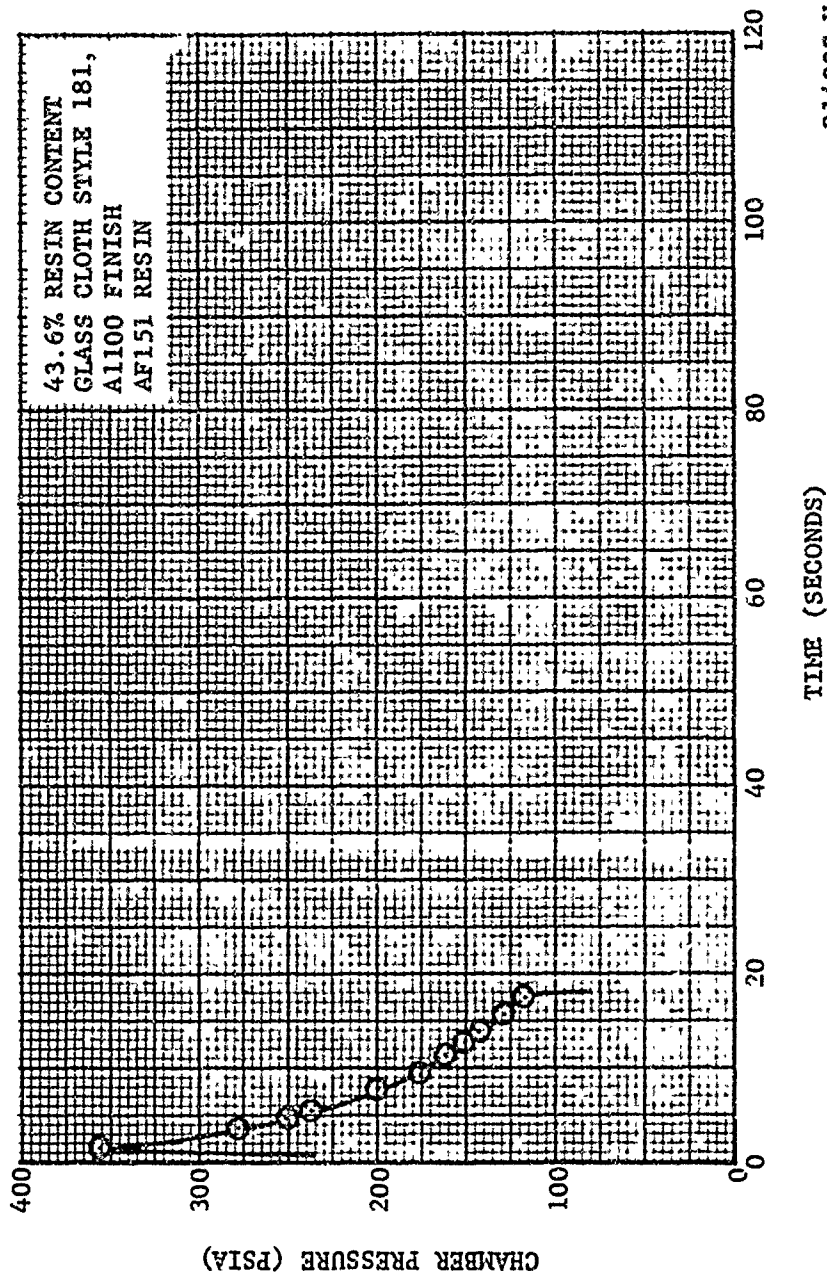 43.6% RESIN CONTENT
GLASS CLOTH STYLE 181,
A1100 FINISH
AF151 RESIN
CHAMBER PRESSURE (PSIA)
400
300
200
100
0
0
20
40
60
80
100
120
TIME (SECONDS)